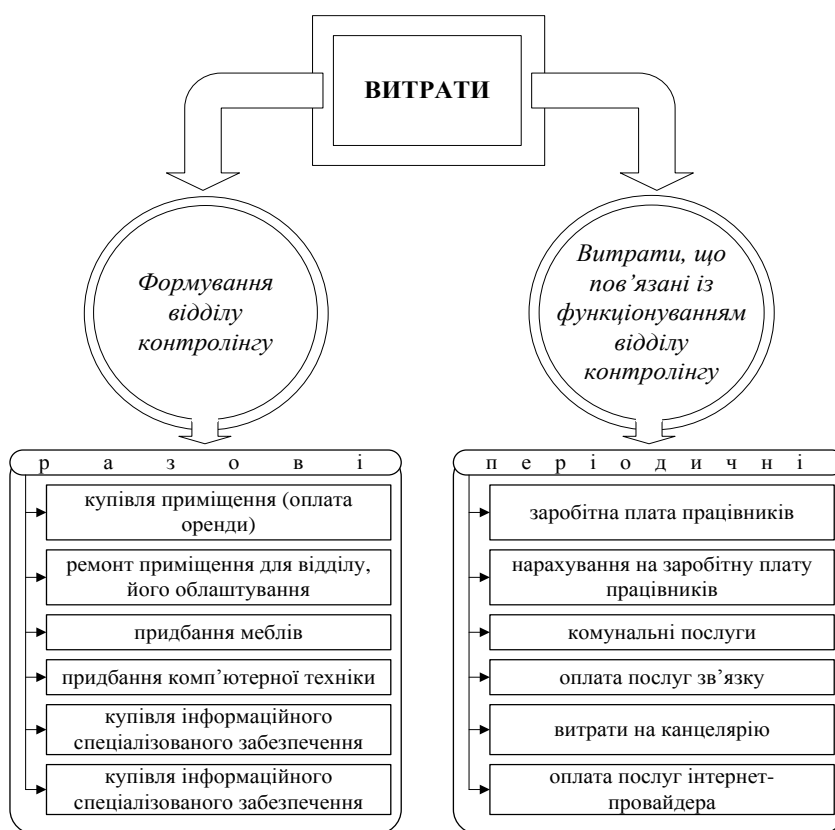 ВИТРАТИ
Формування
відділу
контролінгу
Витрати, що
пов’язані із
функціонуванням
відділу
контролінгу
р а з о в і
купівля приміщення (оплата
оренди)
ремонт приміщення для відділу,
його облаштування
придбання меблів
придбання комп’ютерної техніки
купівля інформаційного
спеціалізованого забезпечення
купівля інформаційного
спеціалізованого забезпечення
п е р і о д и ч н і
заробітна плата працівників
нарахування на заробітну плату
працівників
комунальні послуги
оплата послуг зв’язку
витрати на канцелярію
оплата послуг інтернет-
провайдера